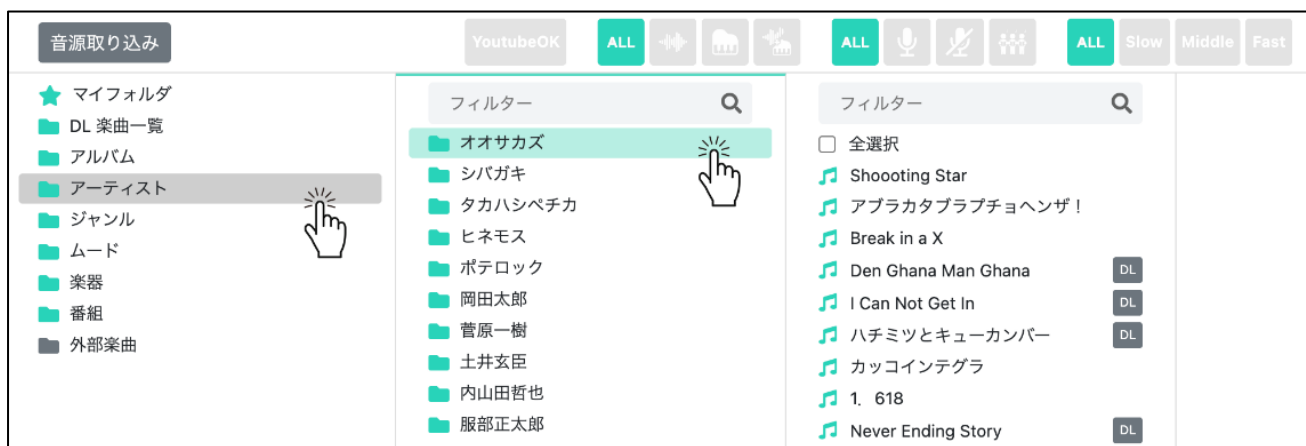 音源取り込み
YoutubeOK ALL ALL ALL Slow Middle Fast
マイフォルダ
DL 楽曲一覧
アルバム
アーティスト
ジャンル
ムード
楽器
番組
外部楽曲
フィルター
オオサカズ
シバガキ
タカハシペチカ
ヒネモス
ポテロック
岡田太郎
菅原一樹
土井玄臣
内山田哲也
服部正太郎
フィルター
全選択
Shoooting Star
アブラカタブラプチョヘンザ！
Break in a X
Den Ghana Man Ghana DL
I Can Not Get In DL
ハチミツとキューカンバー DL
カッコインテグラ
1．618
Never Ending Story DL